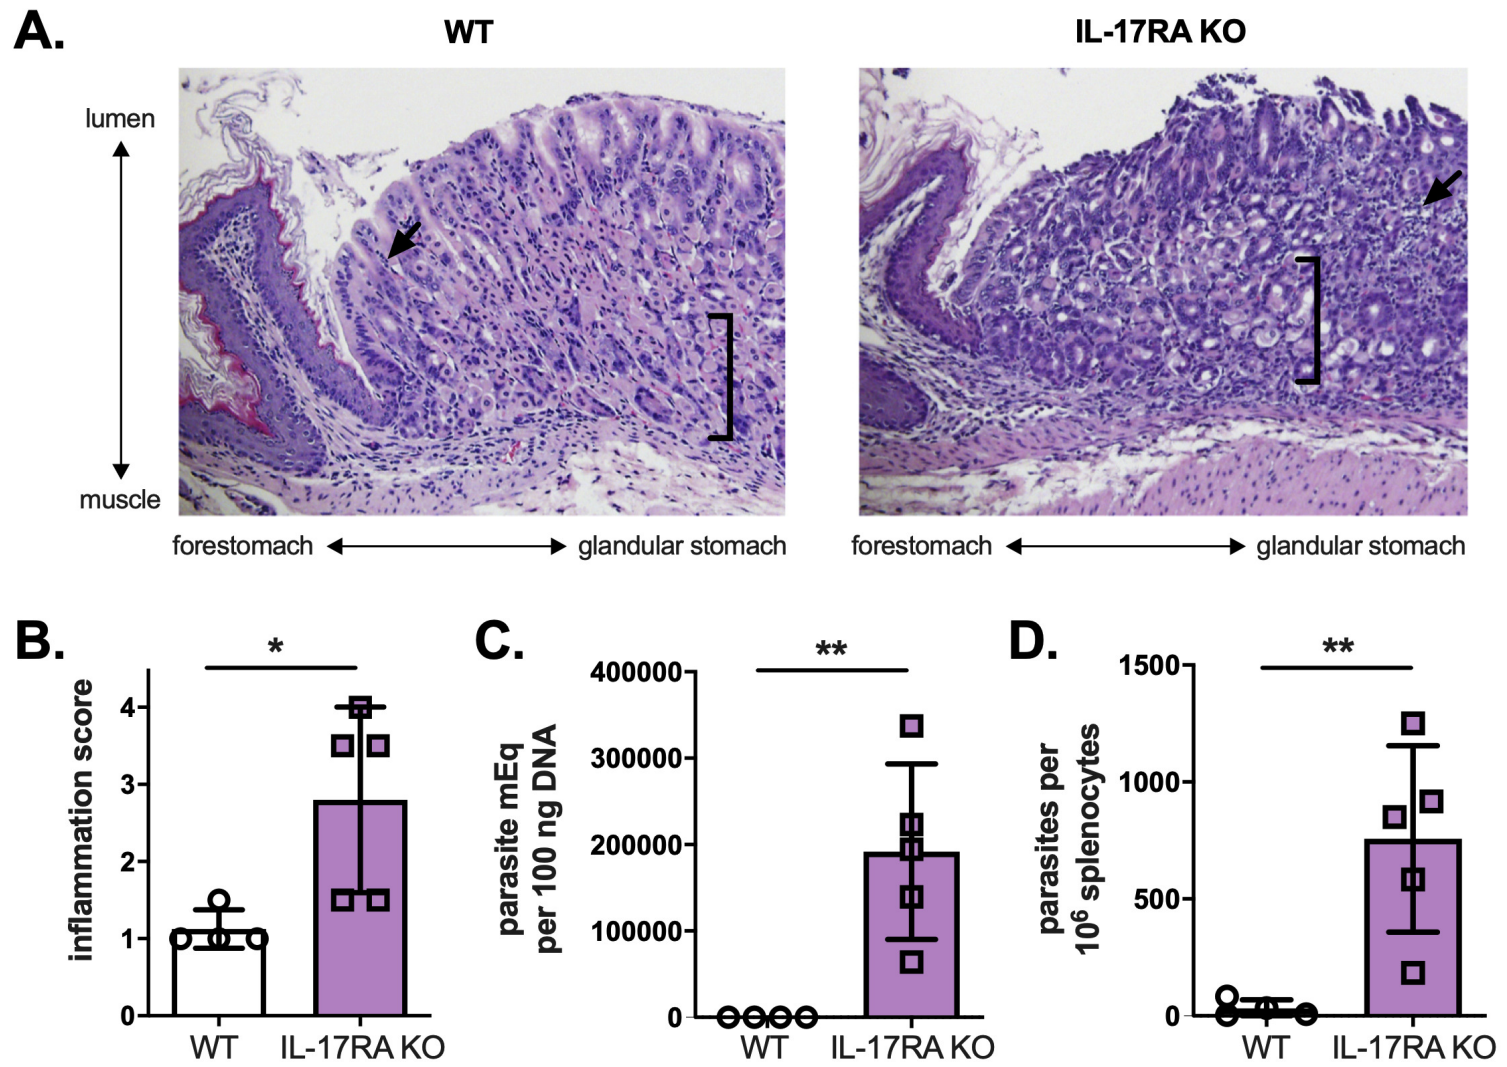 A.
WT
IL-17RA KO
lumen
muscle
forestomach
glandular stomach
forestomach
glandular stomach
B.
*
inflammation score
4
3
2
1
0
WT
IL-17RA KO
C.
**
parasite mEq
per 100 ng DNA
400000
300000
200000
100000
0
WT
IL-17RA KO
D.
**
parasites per
10⁶ splenocytes
1500
1000
500
0
WT
IL-17RA KO